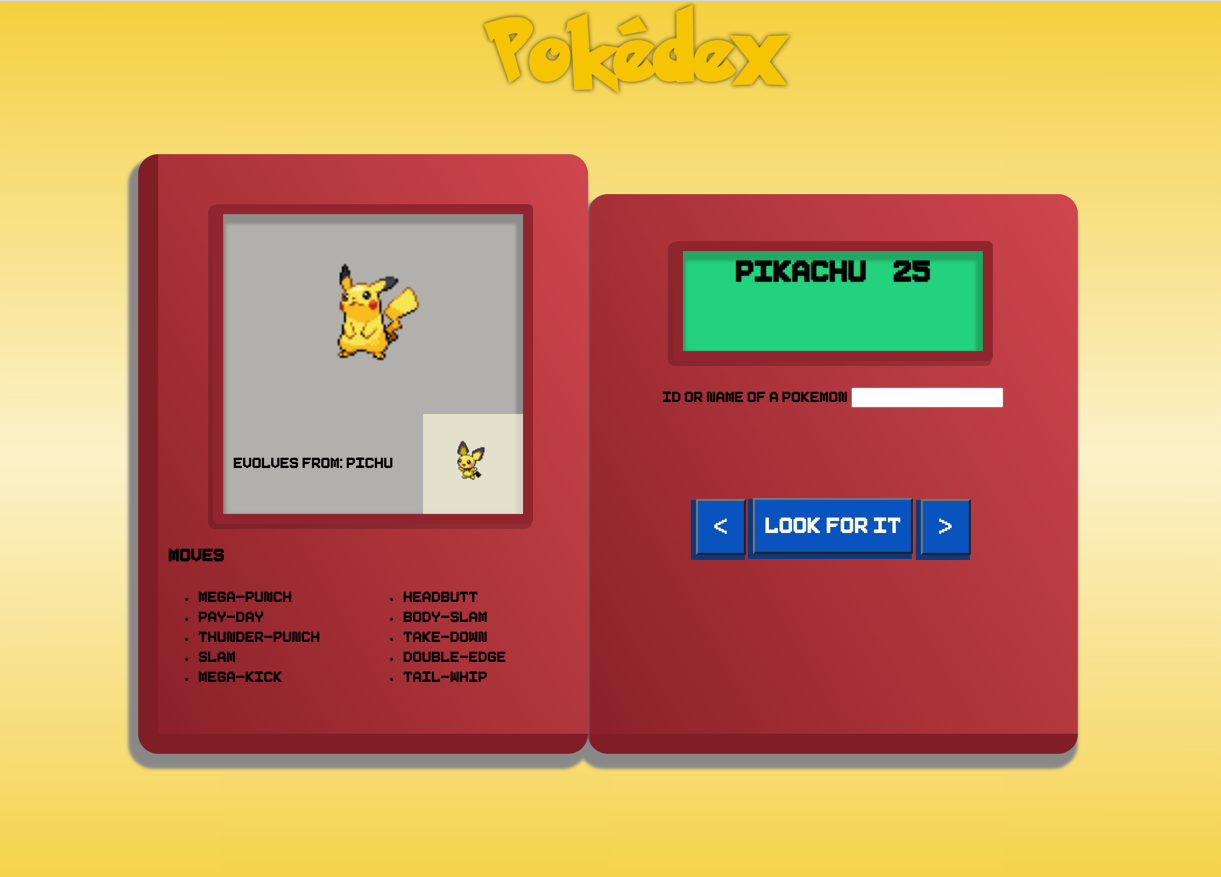 Pokédex
PIKACHU 25
ID OR NAME OF A POKEMON
EVOLVES FROM: PICHU
< LOOK FOR IT >
MOVES
MEGA-PUNCH
PAY-DAY
THUNDER-PUNCH
SLAM
MEGA-KICK
HEADBUTT
BODY-SLAM
TAKE-DOWN
DOUBLE-EDGE
TAIL-WHIP